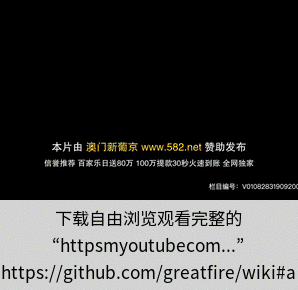 本片由 澳门新葡京 www.582.net 赞助发布
信誉推荐 百家乐日送80万 100万提款30秒火速到账 全网独家
栏目编号：V0108283190920
下载自由浏览观看完整的
“httpsmyoutubecom...”
https://github.com/greatfire/wiki#a